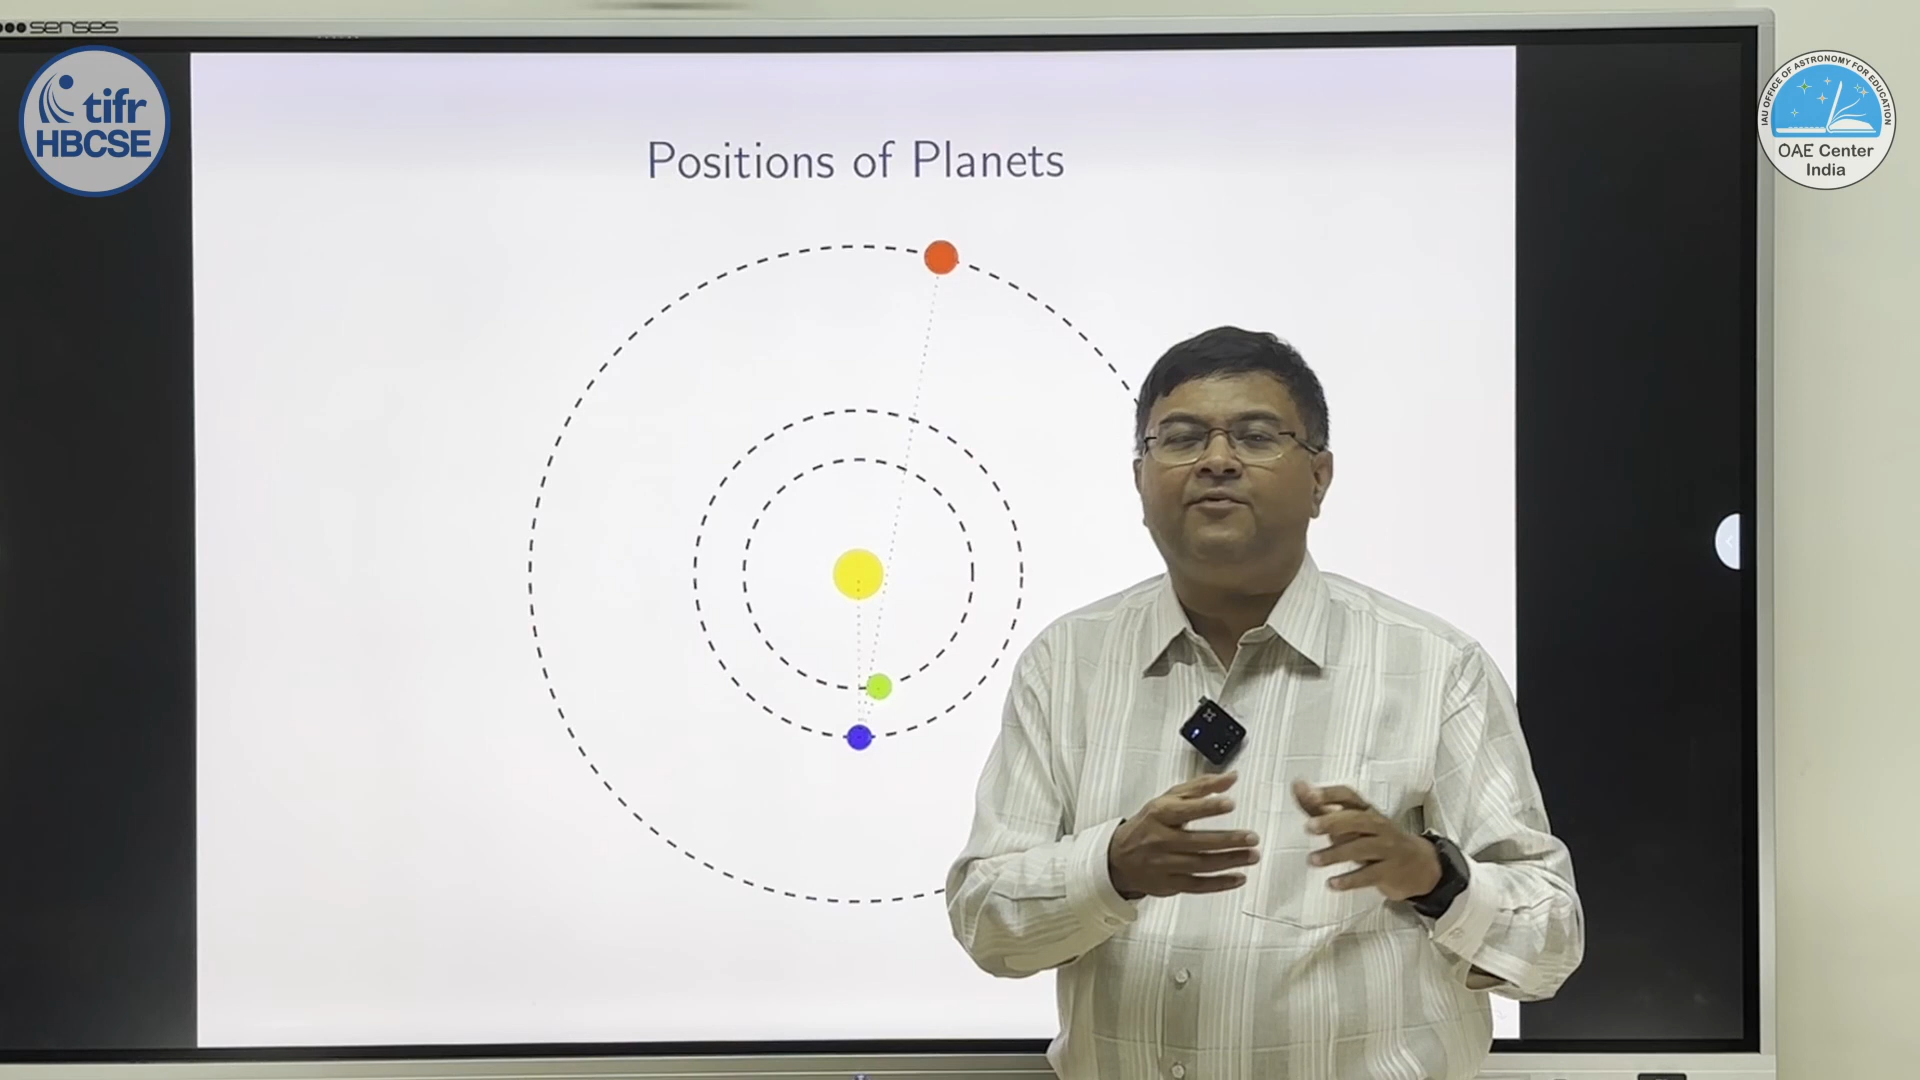 senses
tifr
HBCSE
Positions of Planets
IAU OFFICE OF ASTRONOMY FOR EDUCATION
OAE Center
India